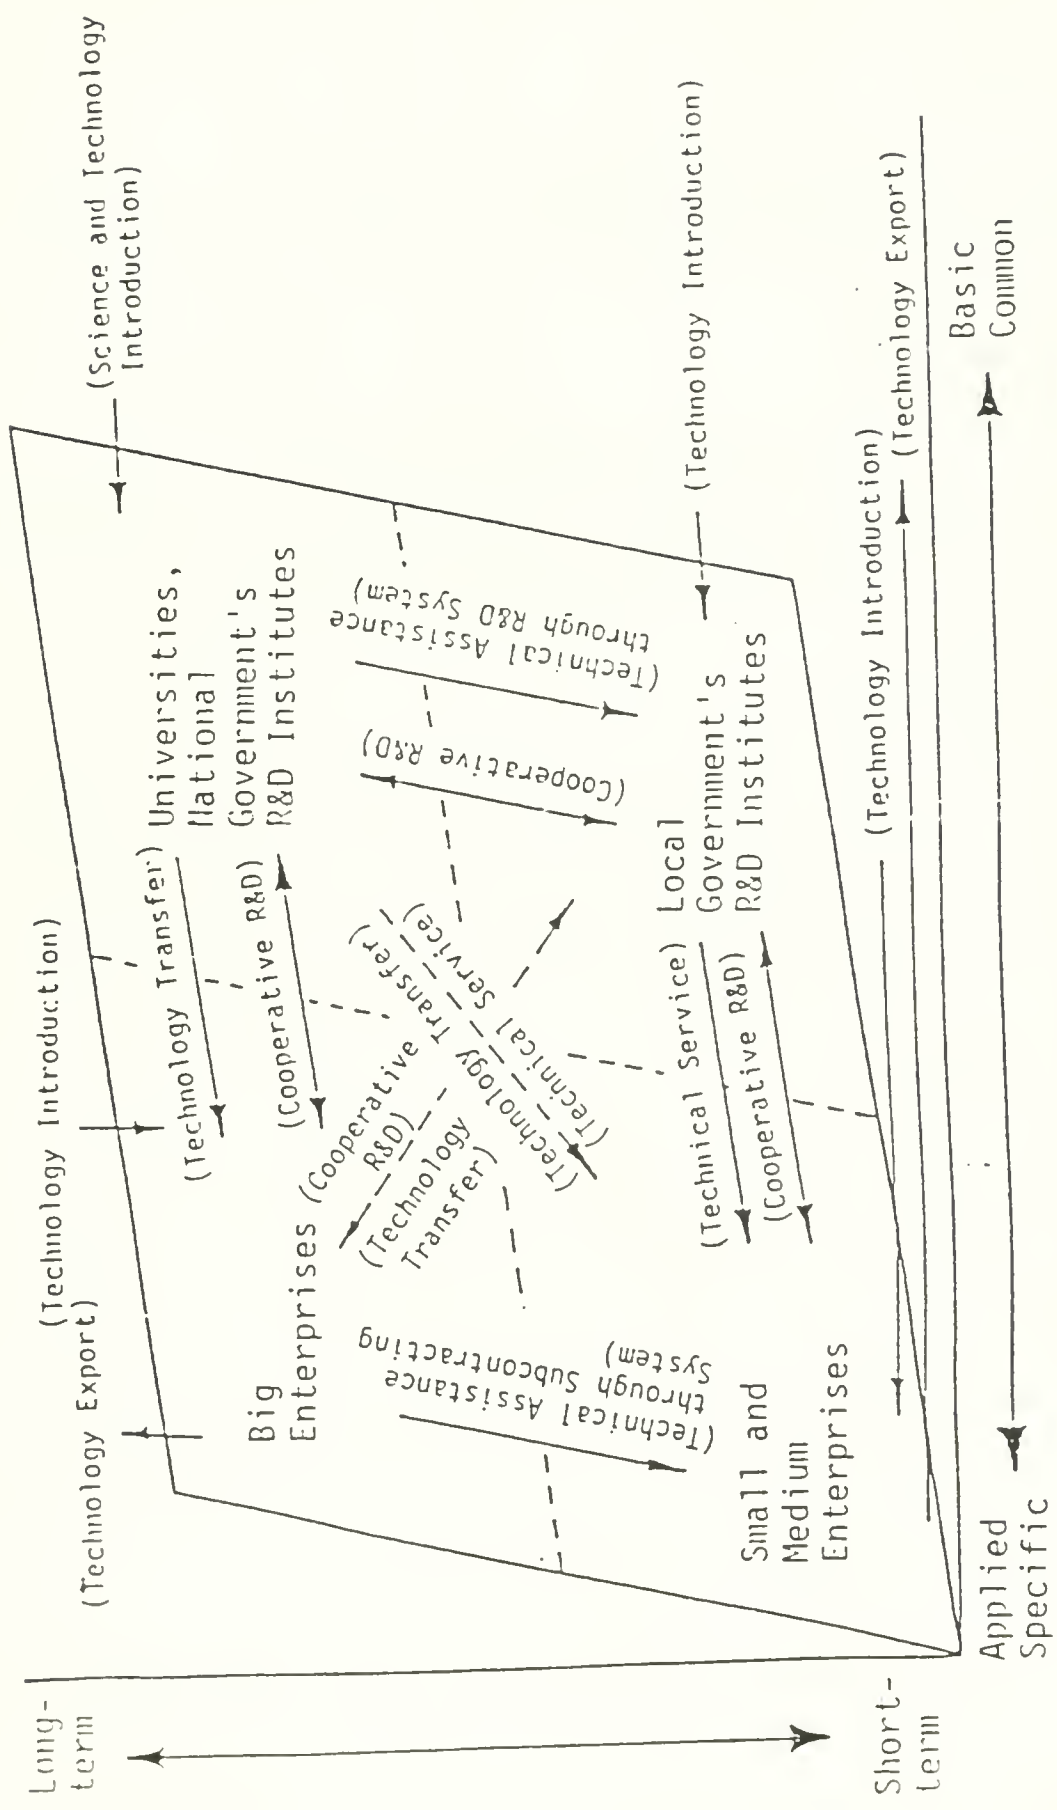 Long-
term
Short-
term
(Technology Export)
(Technology Introduction)
(Science and Technology
Introduction)
Big
Enterprises
(Technology Transfer)
(Cooperative R&D)
Universities,
National
Government's
R&D Institutes
(Technical Assistance
through Subcontracting
System)
(Cooperative
R&D)
(Technology
Transfer)
(Technology Transfer)
(Technical Service)
(Cooperative R&D)
(Technical Assistance
through R&D System)
Small and
Medium
Enterprises
(Technical Service)
(Cooperative R&D)
Local
Government's
R&D Institutes
(Technology Introduction)
(Technology Introduction)
(Technology Export)
Applied
Specific
Basic
Common